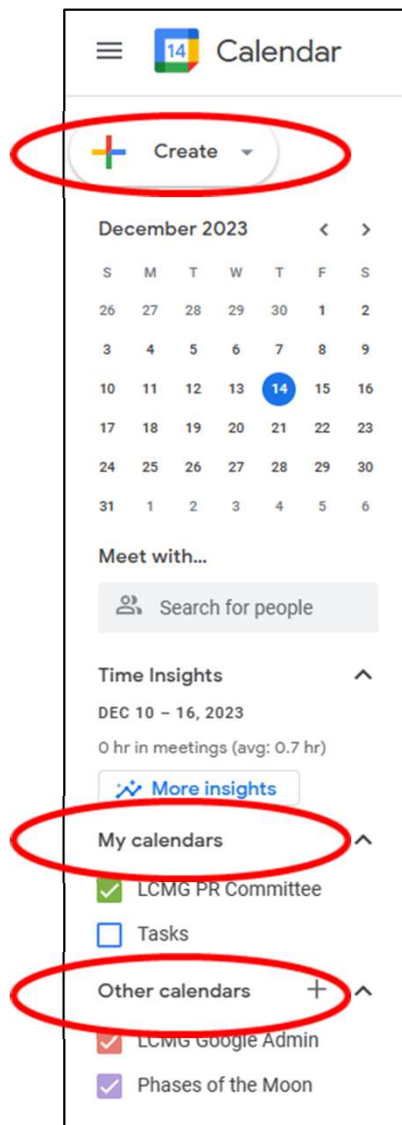 14 Calendar
Create
December 2023 < >
S M T W T F S
26 27 28 29 30 1 2
3 4 5 6 7 8 9
10 11 12 13 14 15 16
17 18 19 20 21 22 23
24 25 26 27 28 29 30
31 1 2 3 4 5 6
Meet with...
Search for people
Time Insights
DEC 10 – 16, 2023
0 hr in meetings (avg: 0.7 hr)
More insights
My calendars
LCMG PR Committee
Tasks
Other calendars +
LCMG Google Admin
Phases of the Moon